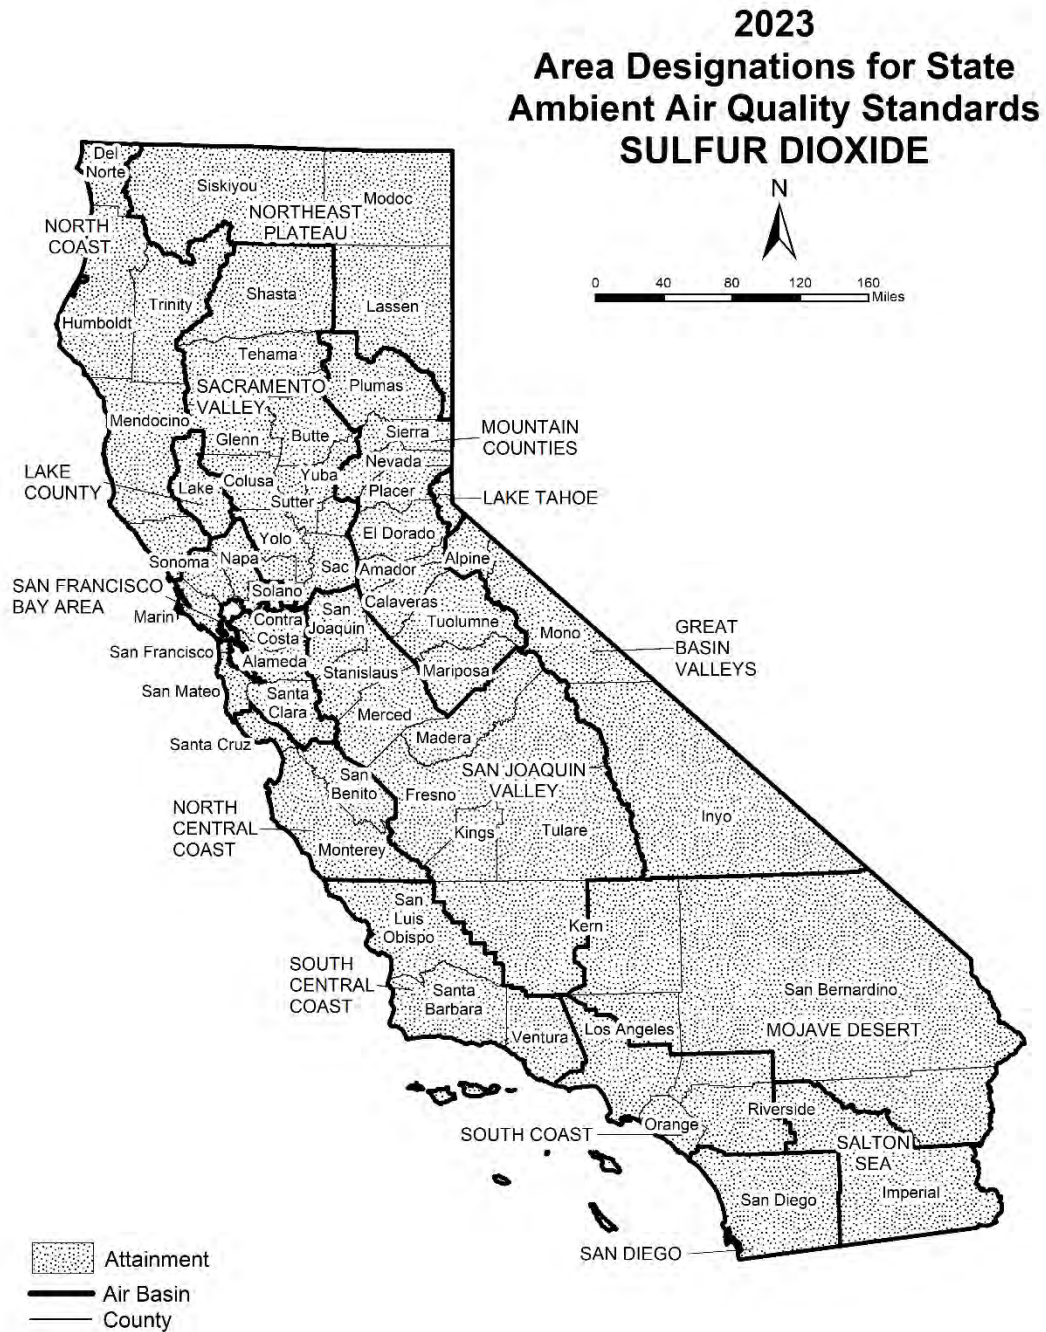 2023
Area Designations for State
Ambient Air Quality Standards
SULFUR DIOXIDE
N
0 40 80 120 160
Miles
Del
Norte
Siskiyou
Modoc
NORTHEAST
PLATEAU
NORTH
COAST
Shasta
Trinity
Lassen
Humboldt
Tehama
Plumas
SACRAMENTO
VALLEY
Mendocino
Butte
Sierra
Glenn
MOUNTAIN
COUNTIES
Nevada
LAKE
COUNTY
Lake
Colusa
Yuba
Placer
LAKE TAHOE
Sutter
El Dorado
Yolo
Napa
Sonoma
Alpine
Sac
Amador
SAN FRANCISCO
BAY AREA
Solano
Calaveras
San
Joaquin
Marin
Contra
Costa
Tuolumne
Mono
GREAT
BASIN
VALLEYS
San Francisco
Alameda
Stanislaus
Mariposa
San Mateo
Santa
Clara
Merced
Madera
Santa Cruz
San
Benito
SAN JOAQUIN
VALLEY
Fresno
NORTH
CENTRAL
COAST
Kings
Tulare
Inyo
Monterey
San
Luis
Obispo
Kern
SOUTH
CENTRAL
COAST
Santa
Barbara
San Bernardino
Ventura
Los Angeles
MOJAVE DESERT
Riverside
Orange
SOUTH COAST
SALTON
SEA
San Diego
Imperial
SAN DIEGO
Attainment
Air Basin
County